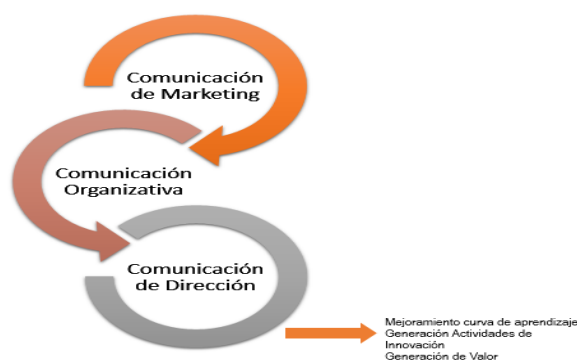 Comunicación
de Marketing
Comunicación
Organizativa
Comunicación
de Dirección
Mejoramiento curva de aprendizaje
Generación Actividades de
Innovación
Generación de Valor